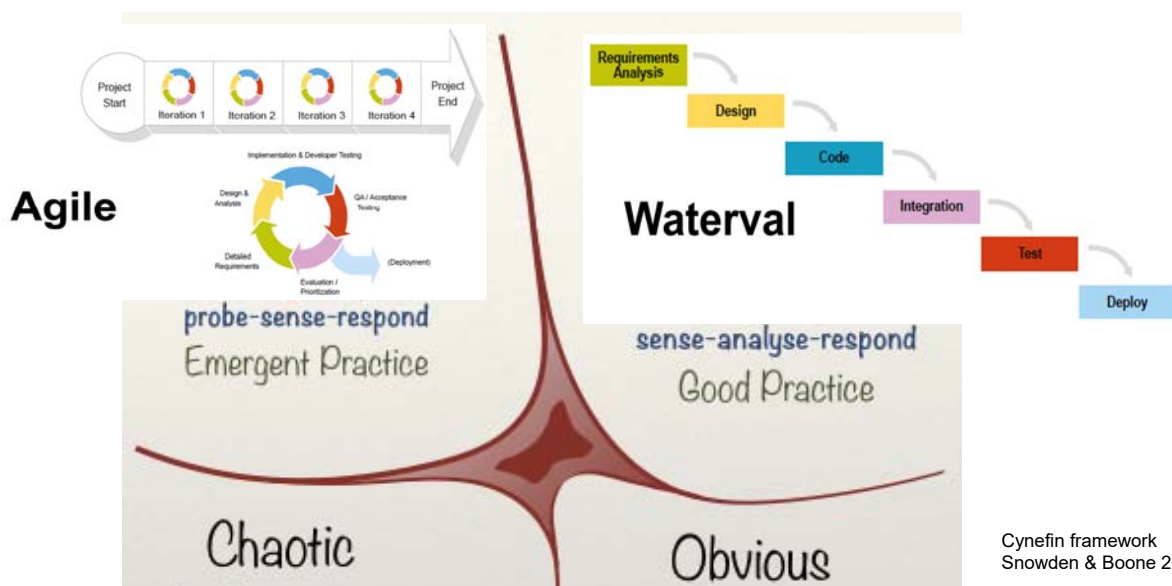 Project
Start
Iteration 1
Iteration 2
Iteration 3
Iteration 4
Project
End
Implementation & Developer Testing
Design &
Analysis
QA / Acceptance
Testing
Agile
Detailed
Requirements
(Deployment)
Evaluation /
Prioritization
probe-sense-respond
Emergent Practice
Requirements
Analysis
Design
Code
Integration
Waterval
Test
Deploy
sense-analyse-respond
Good Practice
Chaotic
Obvious
Cynefin framework
Snowden & Boone 2